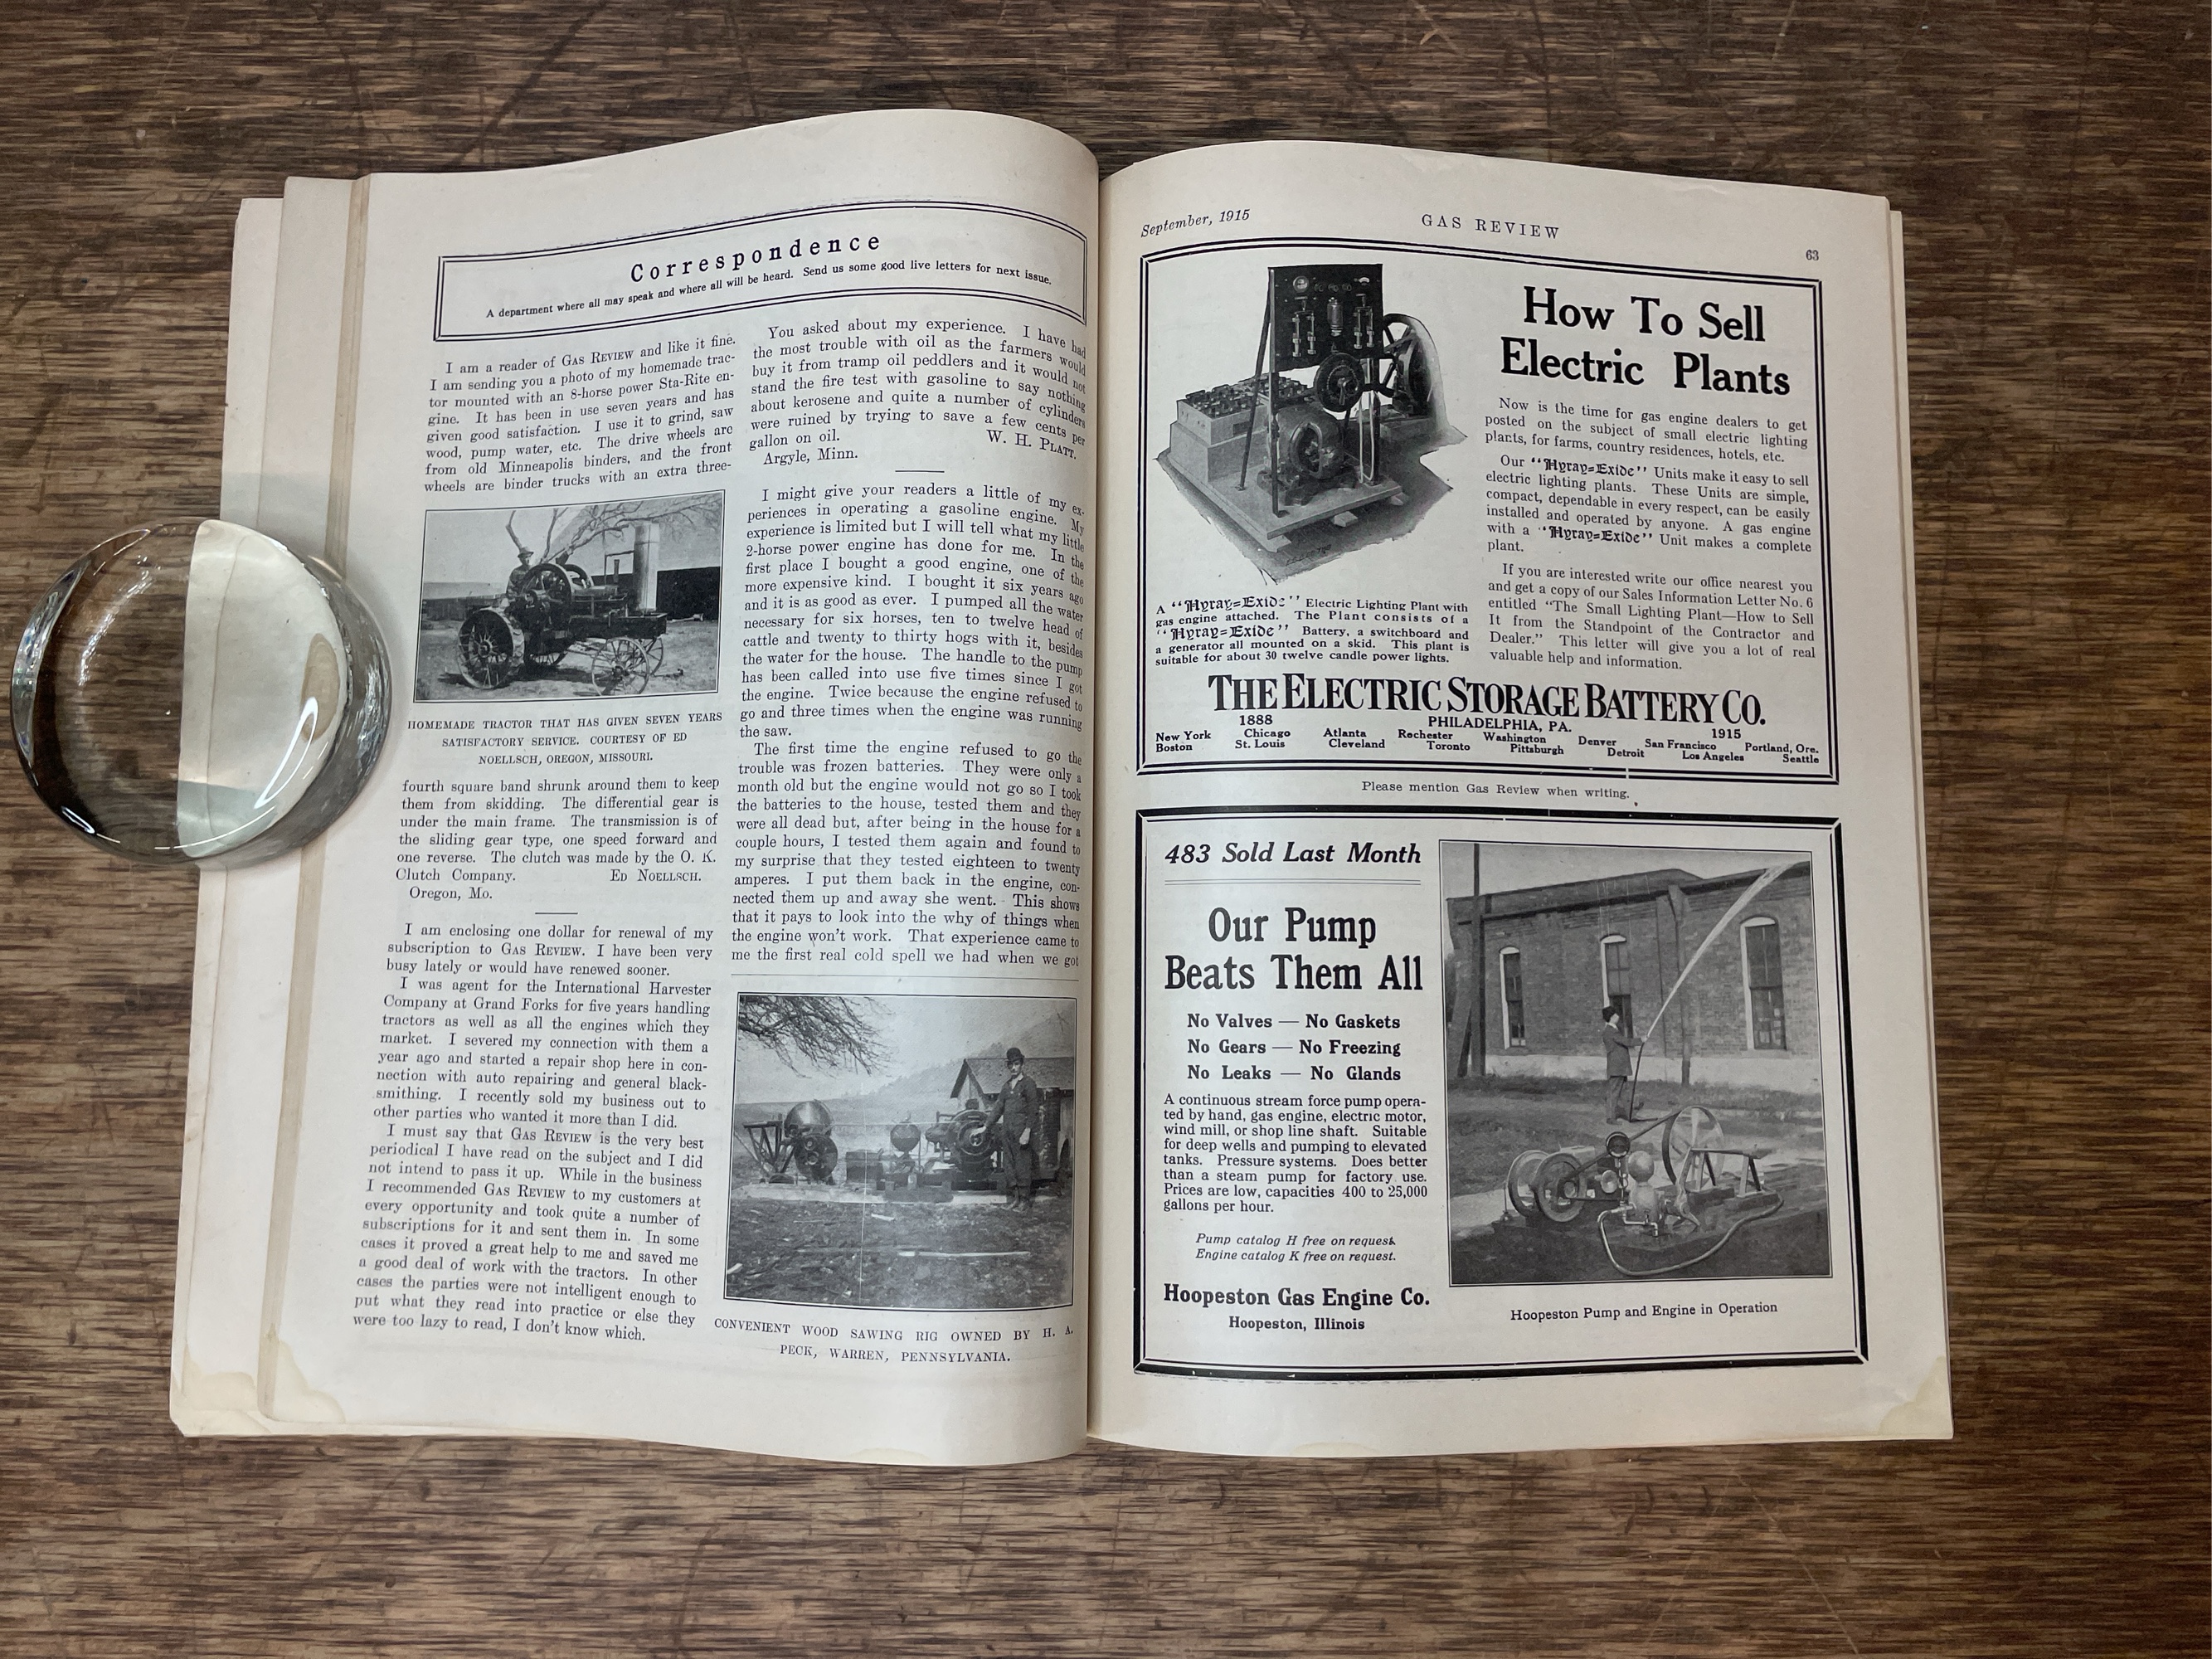 Correspondence
A department where all may speak and where all will be heard. Send us some good live letters for next issue.
I am a reader of GAS REVIEW and like it fine.
I am sending you a photo of my homemade trac-
tor mounted with an 8-horse power Sta-Rite en-
gine. It has been in use seven years and has
given good satisfaction. I use it to grind, saw
wood, pump water, etc. The drive wheels are
from old Minneapolis binders, and the front
wheels are binder trucks with an extra three-
HOMEMADE TRACTOR THAT HAS GIVEN SEVEN YEARS
SATISFACTORY SERVICE. COURTESY OF ED
NOELLSCH, OREGON, MISSOURI.
fourth square band shrunk around them to keep
them from skidding. The differential gear is
under the main frame. The transmission is of
the sliding gear type, one speed forward and
one reverse. The clutch was made by the O. K.
Clutch Company. ED NOELLSCH.
Oregon, Mo.
I am enclosing one dollar for renewal of my
subscription to GAS REVIEW. I have been very
busy lately or would have renewed sooner.
I was agent for the International Harvester
Company at Grand Forks for five years handling
tractors as well as all the engines which they
market. I severed my connection with them a
year ago and started a repair shop here in con-
nection with auto repairing and general black-
smithing. I recently sold my business out to
other parties who wanted it more than I did.
I must say that GAS REVIEW is the very best
periodical I have read on the subject and I did
not intend to pass it up. While in the business
I recommended GAS REVIEW to my customers at
every opportunity and took quite a number of
subscriptions for it and sent them in. In some
cases it proved a great help to me and saved me
a good deal of work with the tractors. In other
cases the parties were not intelligent enough to
put what they read into practice or else they
were too lazy to read, I don't know which.
You asked about my experience. I have had
the most trouble with oil as the farmers would
buy it from tramp oil peddlers and it would not
stand the fire test with gasoline to say nothing
about kerosene and quite a number of cylinders
were ruined by trying to save a few cents per
gallon on oil. W. H. PLATT.
Argyle, Minn.
I might give your readers a little of my ex-
periences in operating a gasoline engine. My
experience is limited but I will tell what my little
2-horse power engine has done for me. In the
first place I bought a good engine, one of the
more expensive kind. I bought it six years ago
and it is as good as ever. I pumped all the water
necessary for six horses, ten to twelve head of
cattle and twenty to thirty hogs with it, besides
the water for the house. The handle to the pump
has been called into use five times since I got
the engine. Twice because the engine refused to
go and three times when the engine was running
the saw.
The first time the engine refused to go the
trouble was frozen batteries. They were only a
month old but the engine would not go so I took
the batteries to the house, tested them and they
were all dead but, after being in the house for a
couple hours, I tested them again and found to
my surprise that they tested eighteen to twenty
amperes. I put them back in the engine, con-
nected them up and away she went. This shows
that it pays to look into the why of things when
the engine won't work. That experience came to
me the first real cold spell we had when we got
CONVENIENT WOOD SAWING RIG OWNED BY H. A.
PECK, WARREN, PENNSYLVANIA.
September, 1915 GAS REVIEW 63
How To Sell
Electric Plants
Now is the time for gas engine dealers to get
posted on the subject of small electric lighting
plants, for farms, country residences, hotels, etc.
Our "Hyray=Exide" Units make it easy to sell
electric lighting plants. These Units are simple,
compact, dependable in every respect, can be easily
installed and operated by anyone. A gas engine
with a "Hyray=Exide" Unit makes a complete
plant.
If you are interested write our office nearest you
and get a copy of our Sales Information Letter No. 6
entitled "The Small Lighting Plant—How to Sell
It from the Standpoint of the Contractor and
Dealer." This letter will give you a lot of real
valuable help and information.
A "Hyray=Exide" Electric Lighting Plant with
gas engine attached. The Plant consists of a
"Hyray=Exide" Battery, a switchboard and
a generator all mounted on a skid. This plant is
suitable for about 30 twelve candle power lights.
THE ELECTRIC STORAGE BATTERY CO.
1888 PHILADELPHIA, PA. 1915
New York Chicago Atlanta Rochester Washington Denver San Francisco Portland, Ore.
Boston St. Louis Cleveland Toronto Pittsburgh Detroit Los Angeles Seattle
Please mention Gas Review when writing.
483 Sold Last Month
Our Pump
Beats Them All
No Valves — No Gaskets
No Gears — No Freezing
No Leaks — No Glands
A continuous stream force pump opera-
ted by hand, gas engine, electric motor,
wind mill, or shop line shaft. Suitable
for deep wells and pumping to elevated
tanks. Pressure systems. Does better
than a steam pump for factory use.
Prices are low, capacities 400 to 25,000
gallons per hour.
Pump catalog H free on request.
Engine catalog K free on request.
Hoopeston Gas Engine Co.
Hoopeston, Illinois
Hoopeston Pump and Engine in Operation